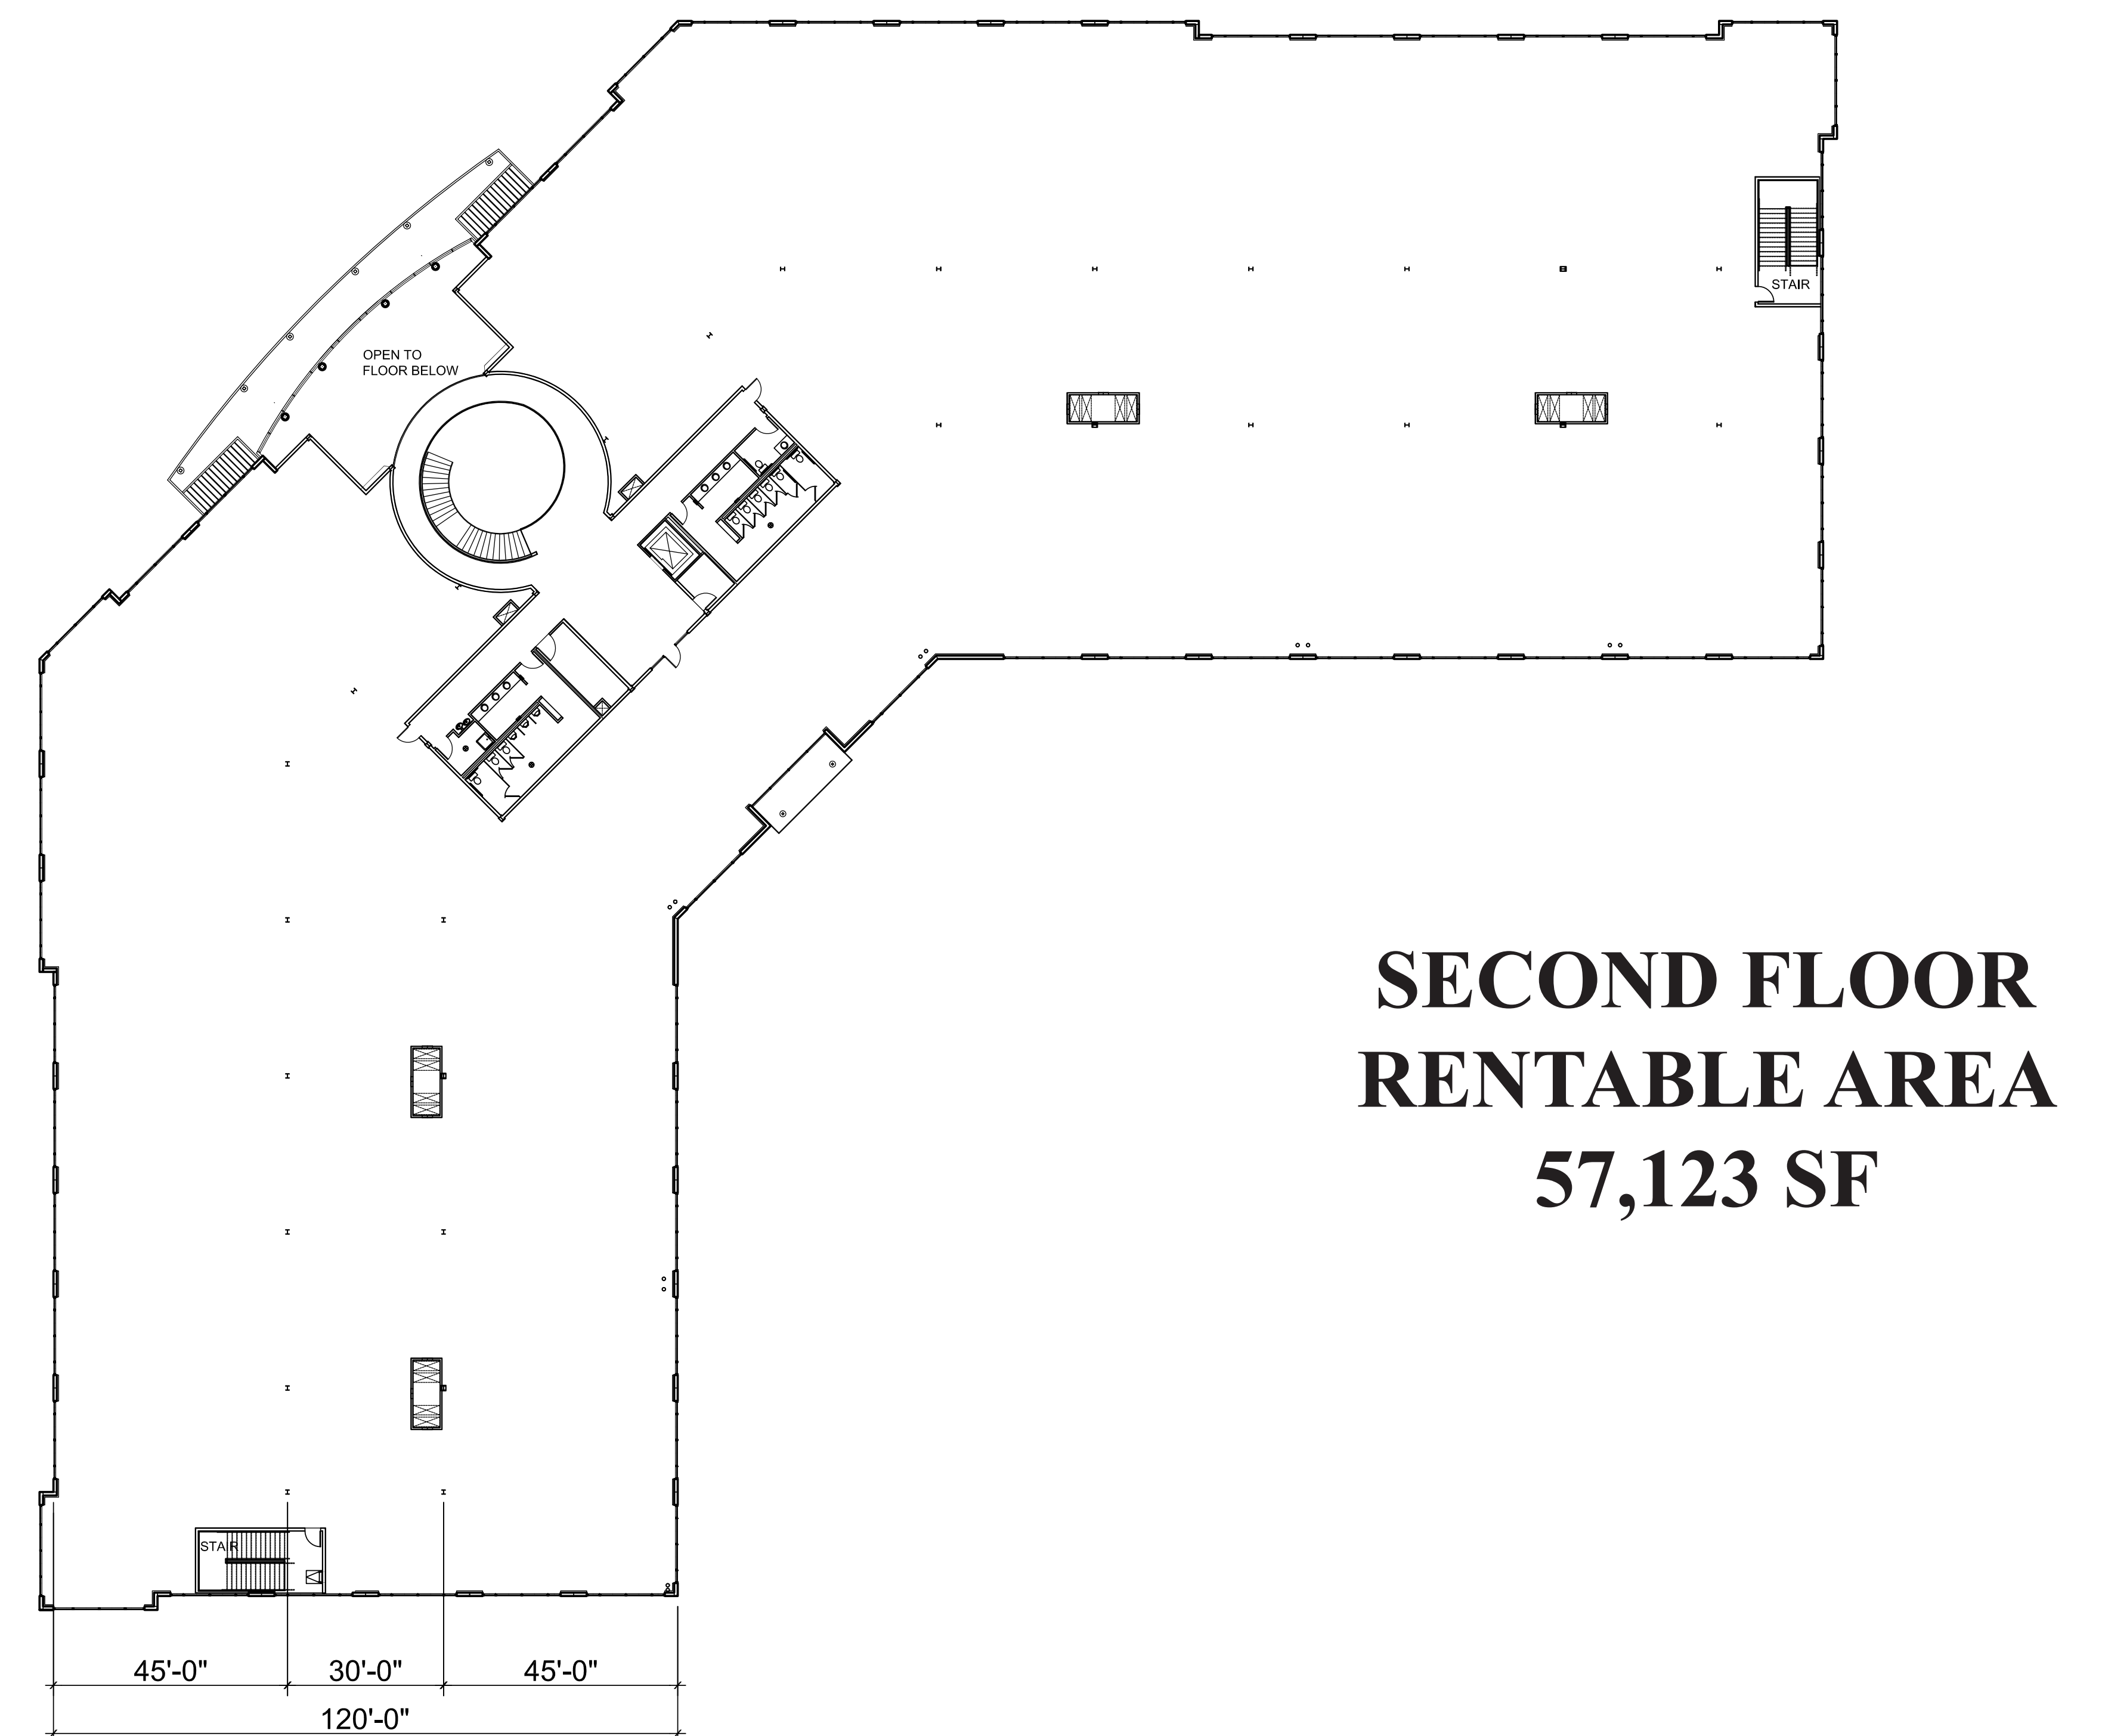 STAIR
OPEN TO
FLOOR BELOW
SECOND FLOOR
RENTABLE AREA
57,123 SF
STAIR
45'-0" 30'-0" 45'-0"
120'-0"